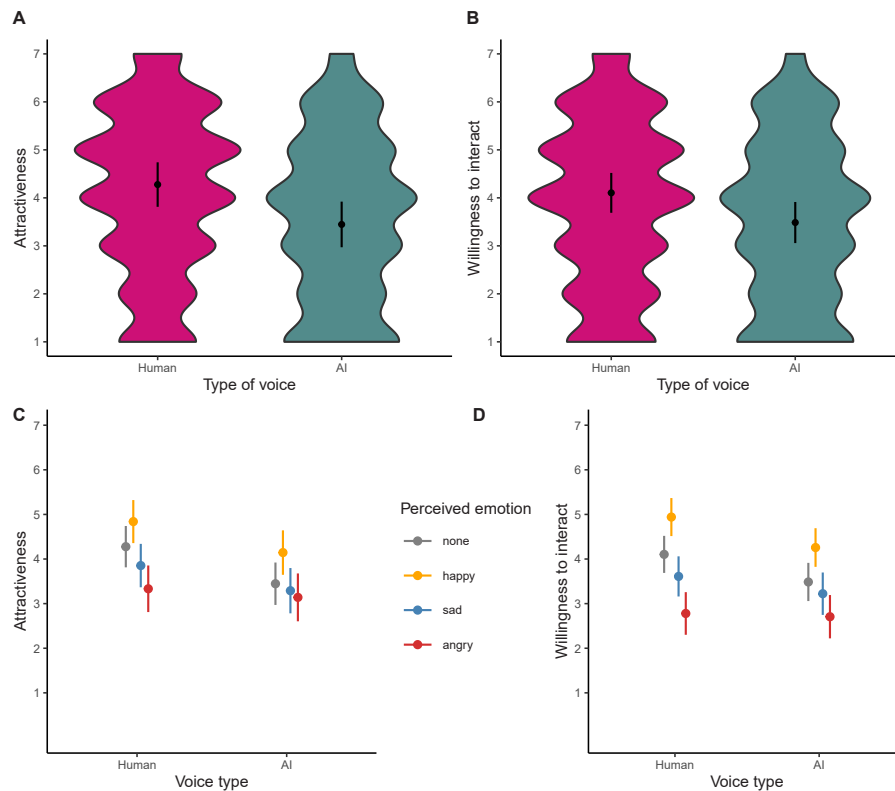 A
Attractiveness
7
6
5
4
3
2
1
Human
AI
Type of voice
B
Willingness to interact
7
6
5
4
3
2
1
Human
AI
Type of voice
C
Attractiveness
7
6
5
4
3
2
1
Human
AI
Voice type
Perceived emotion
none
happy
sad
angry
D
Willingness to interact
7
6
5
4
3
2
1
Human
AI
Voice type